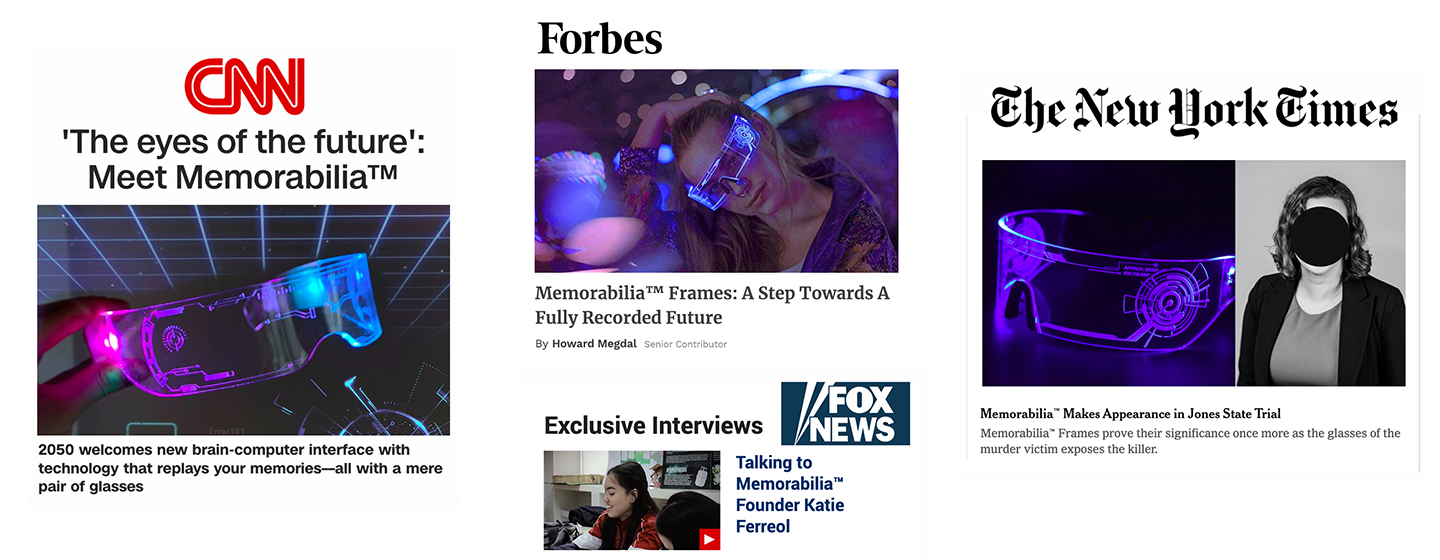 CNN
'The eyes of the future':
Meet Memorabilia™
Error101
2050 welcomes new brain-computer interface with
technology that replays your memories—all with a mere
pair of glasses
Forbes
Memorabilia™ Frames: A Step Towards A
Fully Recorded Future
By Howard Megdal Senior Contributor
Exclusive Interviews
FOX
NEWS
Talking to
Memorabilia™
Founder Katie
Ferreol
The New York Times
Memorabilia™ Makes Appearance in Jones State Trial
Memorabilia™ Frames prove their significance once more as the glasses of the
murder victim exposes the killer.